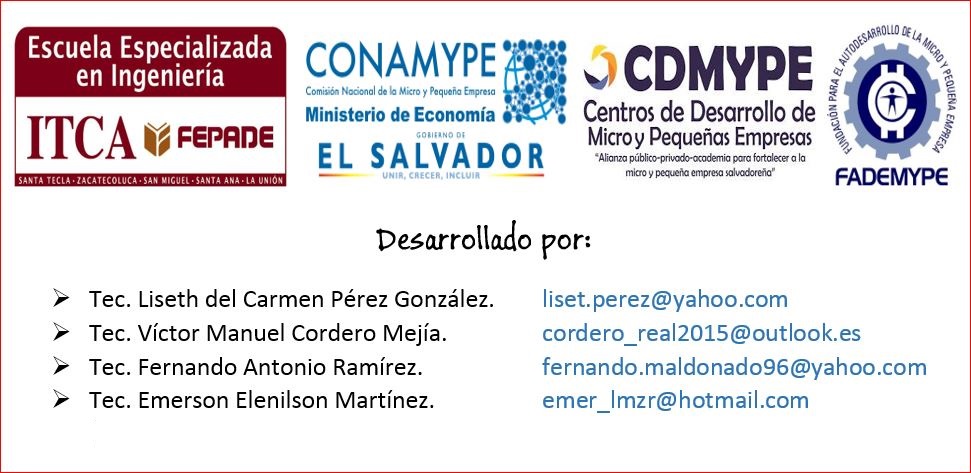 Escuela Especializada
en Ingeniería
ITCA FEPADE
SANTA TECLA - ZACATECOLUCA - SAN MIGUEL - SANTA ANA - LA UNIÓN
CONAMYPE
Comisión Nacional de la Micro y Pequeña Empresa
Ministerio de Economía
GOBIERNO DE
EL SALVADOR
UNIR, CRECER, INCLUIR
CDMYPE
Centros de Desarrollo de
Micro y Pequeñas Empresas
"Alianza público-privado-academia para fortalecer a la
micro y pequeña empresa salvadoreña"
FUNDACIÓN PARA EL AUTODESARROLLO DE LA MICRO Y PEQUEÑA EMPRESA
FADEMYPE
Desarrollado por:
➢ Tec. Liseth del Carmen Pérez González. liset.perez@yahoo.com
➢ Tec. Víctor Manuel Cordero Mejía. cordero_real2015@outlook.es
➢ Tec. Fernando Antonio Ramírez. fernando.maldonado96@yahoo.com
➢ Tec. Emerson Elenilson Martínez. emer_lmzr@hotmail.com